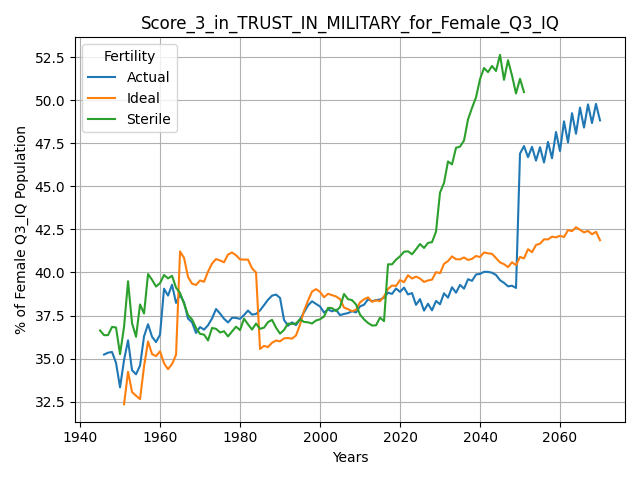 Score_3_in_TRUST_IN_MILITARY_for_Female_Q3_IQ
Fertility
Actual
Ideal
Sterile
% of Female Q3_IQ Population
52.5
50.0
47.5
45.0
42.5
40.0
37.5
35.0
32.5
1940
1960
1980
2000
2020
2040
2060
Years